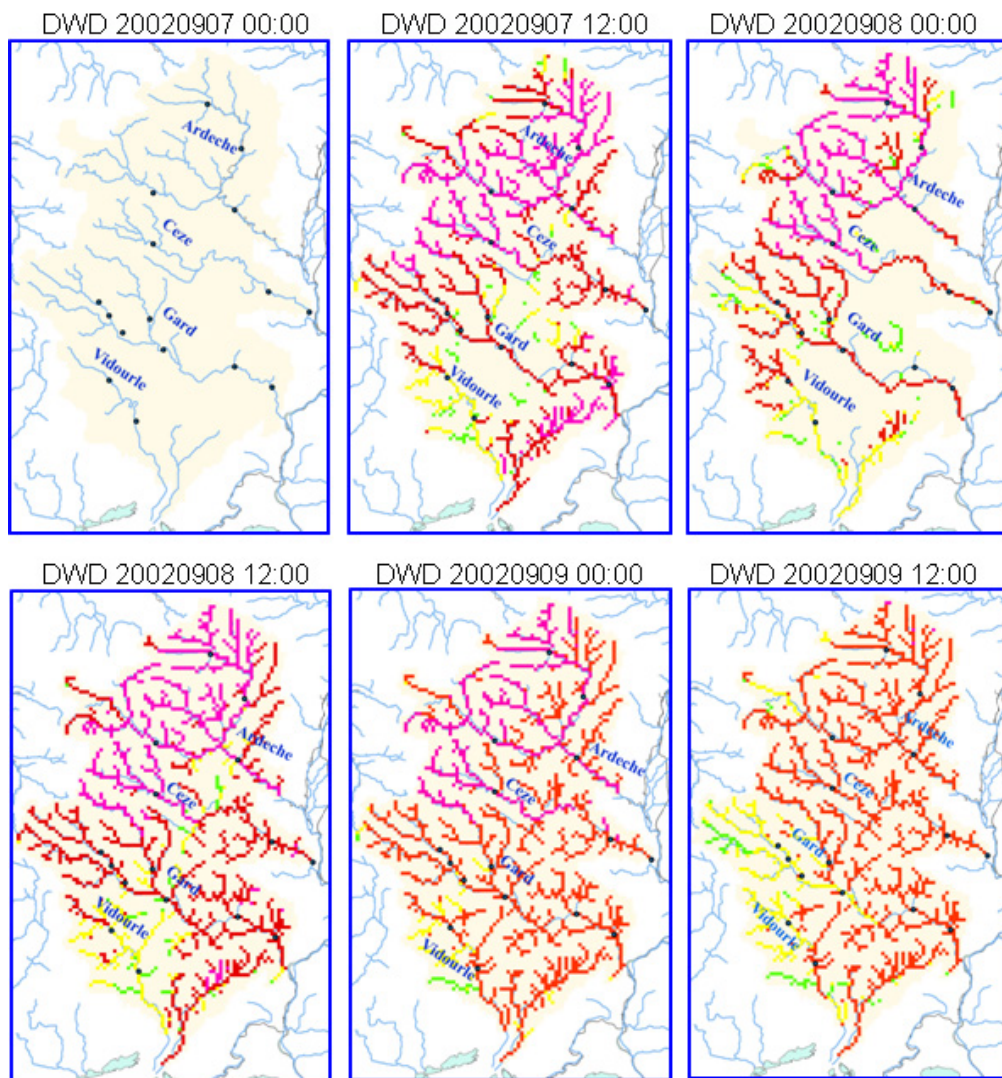 DWD 20020907 00:00
DWD 20020907 12:00
DWD 20020908 00:00
Ardeche
Ceze
Gard
Vidourle
Ardeche
Ceze
Gard
Vidourle
Ardeche
Ceze
Gard
Vidourle
DWD 20020908 12:00
DWD 20020909 00:00
DWD 20020909 12:00
Ardeche
Ceze
Gard
Vidourle
Ardeche
Ceze
Gard
Vidourle
Ardeche
Ceze
Gard
Vidourle